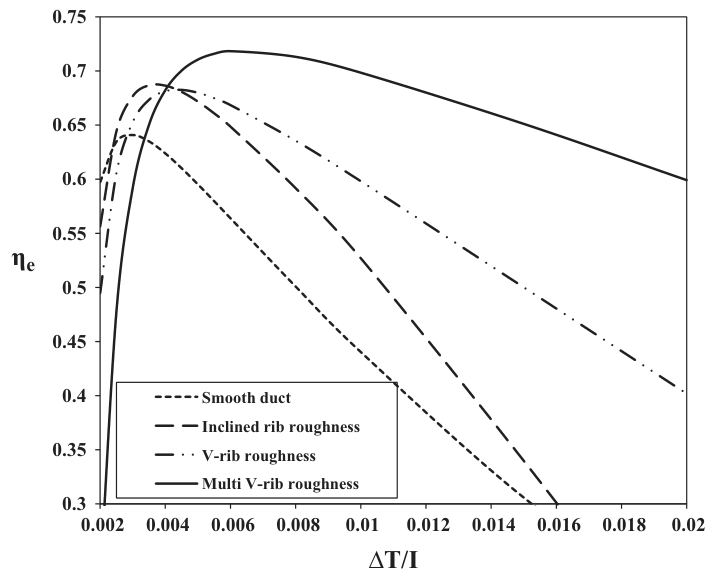 0.75
0.7
0.65
0.6
0.55
ηe
0.5
0.45
0.4
0.35
0.3
Smooth duct
Inclined rib roughness
V-rib roughness
Multi V-rib roughness
0.002 0.004 0.006 0.008 0.01 0.012 0.014 0.016 0.018 0.02
ΔT/I